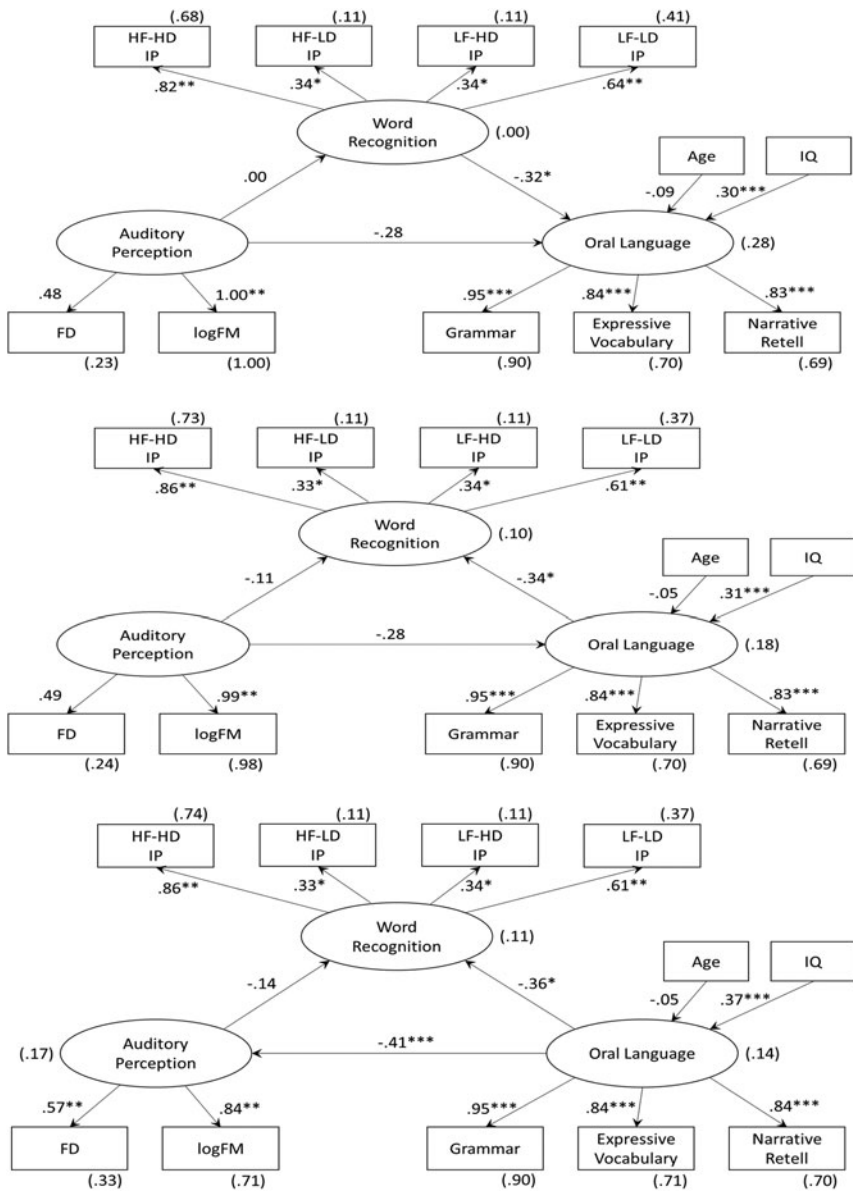 (.68) (.11) (.11) (.41)
HF-HD HF-LD LF-HD LF-LD
IP IP IP IP
.82** .34* .34* .64**
Word
Recognition (.00)
Age IQ
.00 -.32* -.09 .30***
Auditory
Perception
-.28
Oral Language (.28)
.48 1.00** .95*** .84*** .83***
FD logFM Grammar Expressive Narrative
Vocabulary Retell
(.23) (1.00) (.90) (.70) (.69)
(.73) (.11) (.11) (.37)
HF-HD HF-LD LF-HD LF-LD
IP IP IP IP
.86** .33* .34* .61**
Word
Recognition (.10)
Age IQ
-.11 -.34* -.05 .31***
Auditory
Perception
-.28
Oral Language (.18)
.49 .99** .95*** .84*** .83***
FD logFM Grammar Expressive Narrative
Vocabulary Retell
(.24) (.98) (.90) (.70) (.69)
(.74) (.11) (.11) (.37)
HF-HD HF-LD LF-HD LF-LD
IP IP IP IP
.86** .33* .34* .61**
Word
Recognition (.11)
Age IQ
-.14 -.36* -.05 .37***
(.17) Auditory
Perception
-.41***
Oral Language (.14)
.57** .84** .95*** .84*** .84***
FD logFM Grammar Expressive Narrative
Vocabulary Retell
(.33) (.71) (.90) (.71) (.70)